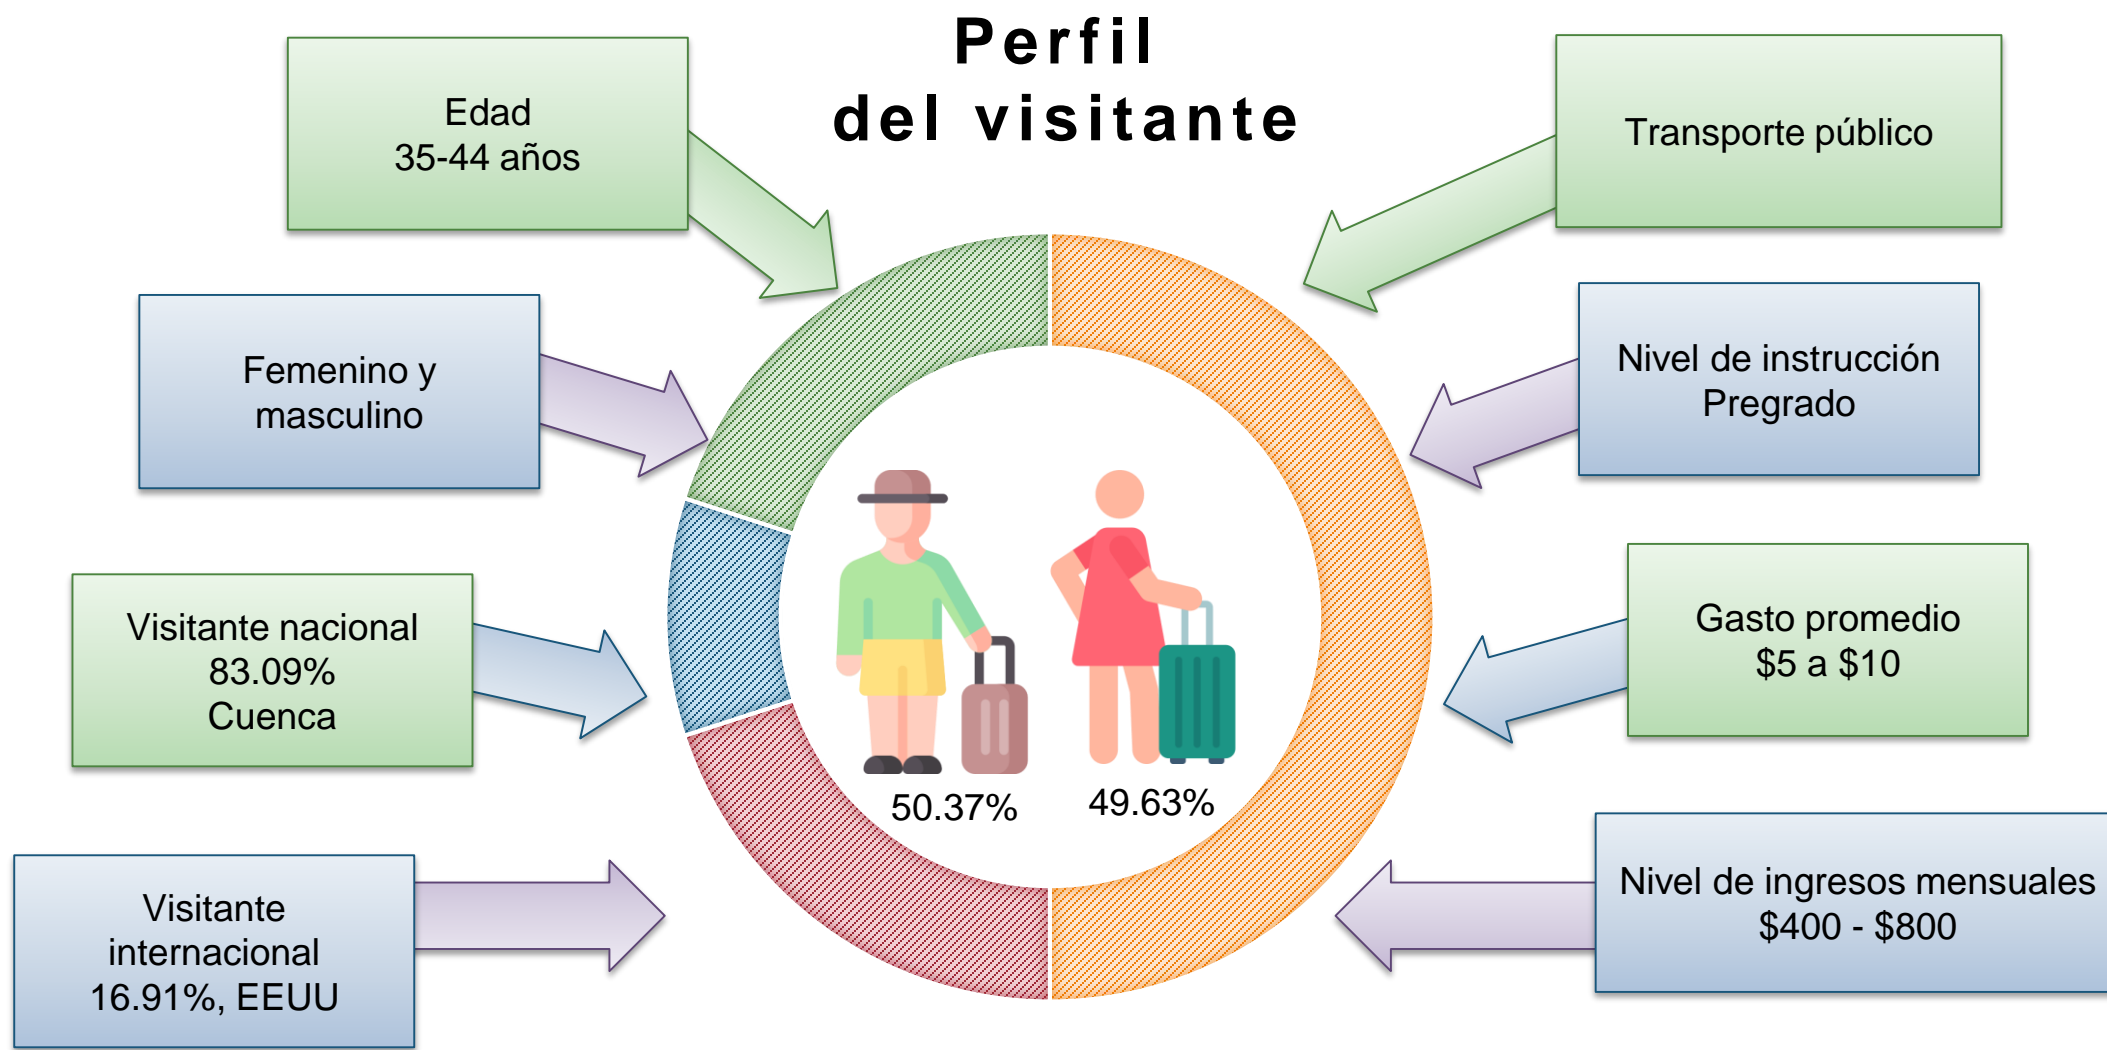 Perfil
del visitante
Edad
35-44 años
Femenino y
masculino
Visitante nacional
83.09%
Cuenca
Visitante
internacional
16.91%, EEUU
50.37%
49.63%
Transporte público
Nivel de instrucción
Pregrado
Gasto promedio
$5 a $10
Nivel de ingresos mensuales
$400 - $800